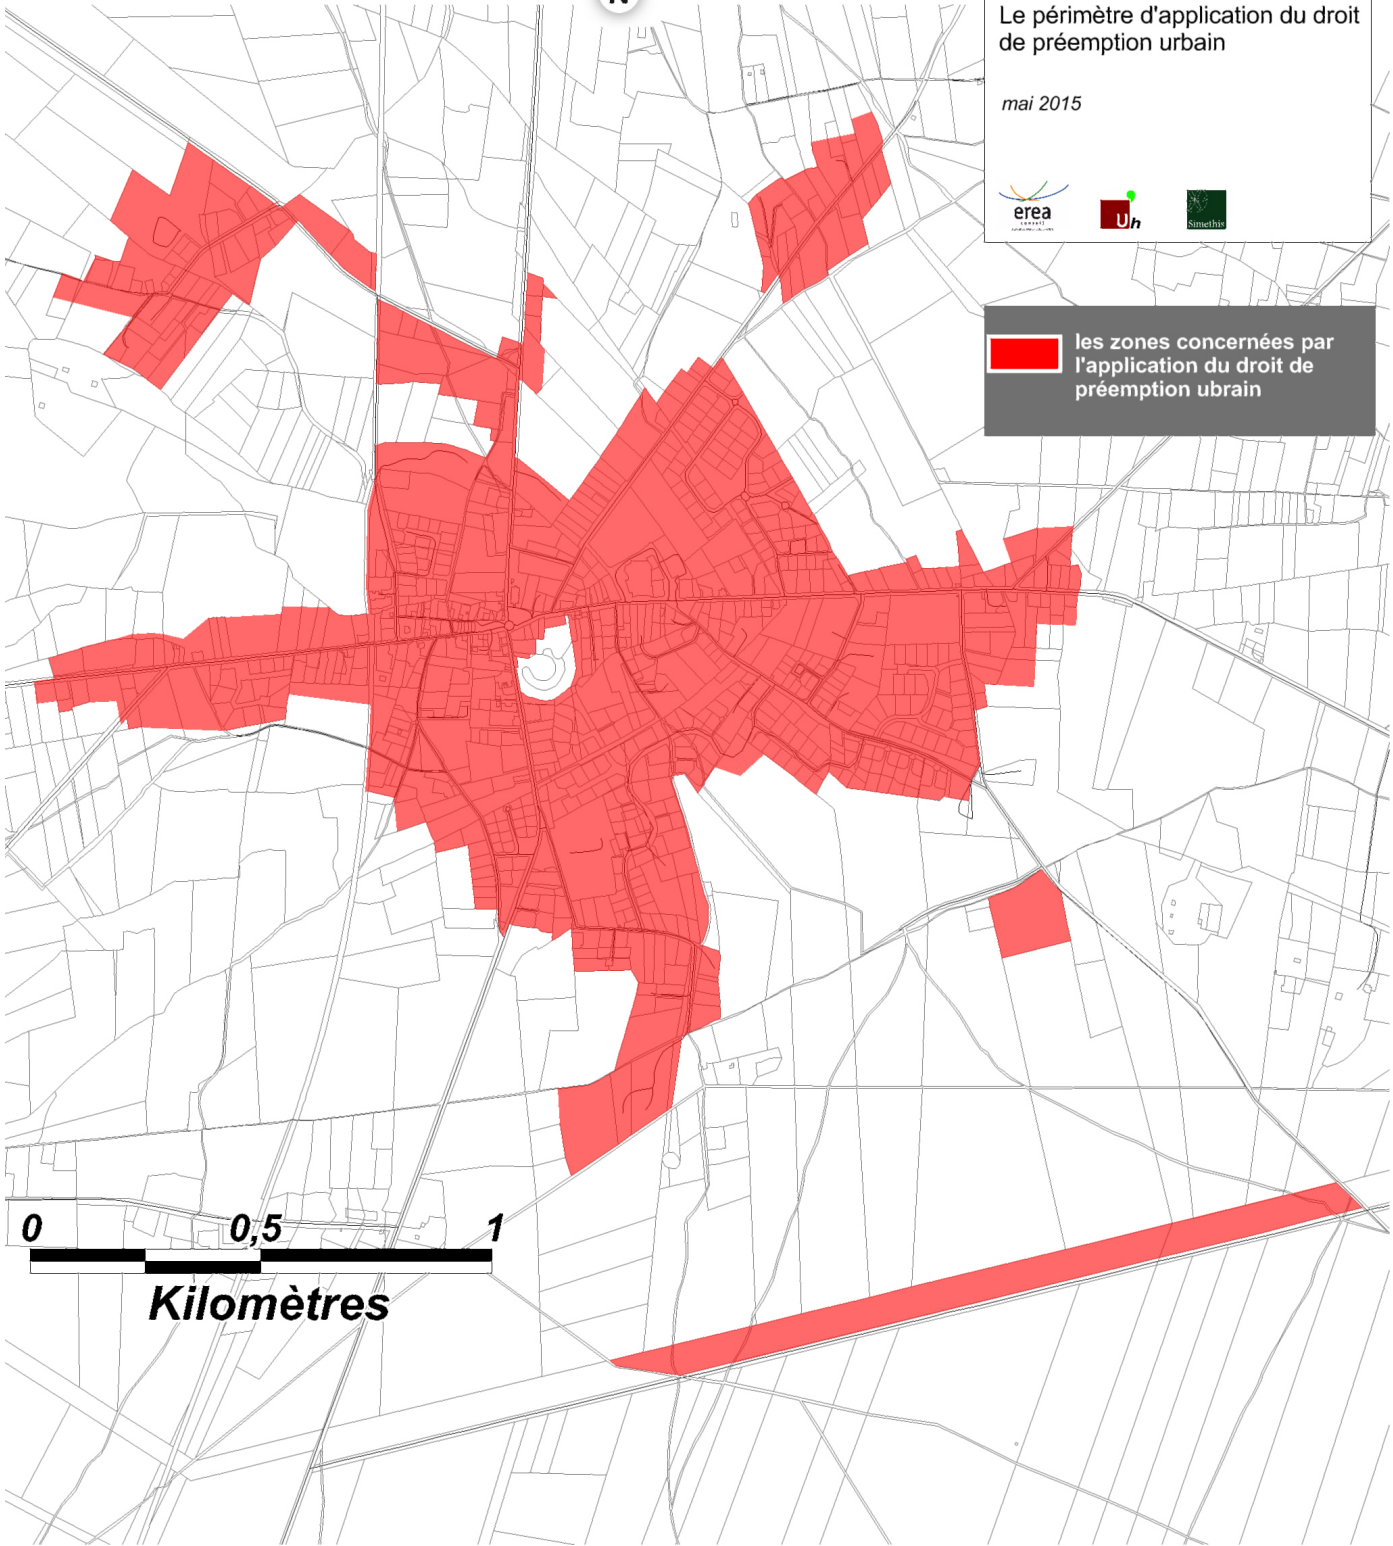 N
Le périmètre d'application du droit
de préemption urbain
mai 2015
erea
conseil
Uh
Simethis
les zones concernées par
l'application du droit de
préemption ubrain
0 0,5 1
Kilomètres